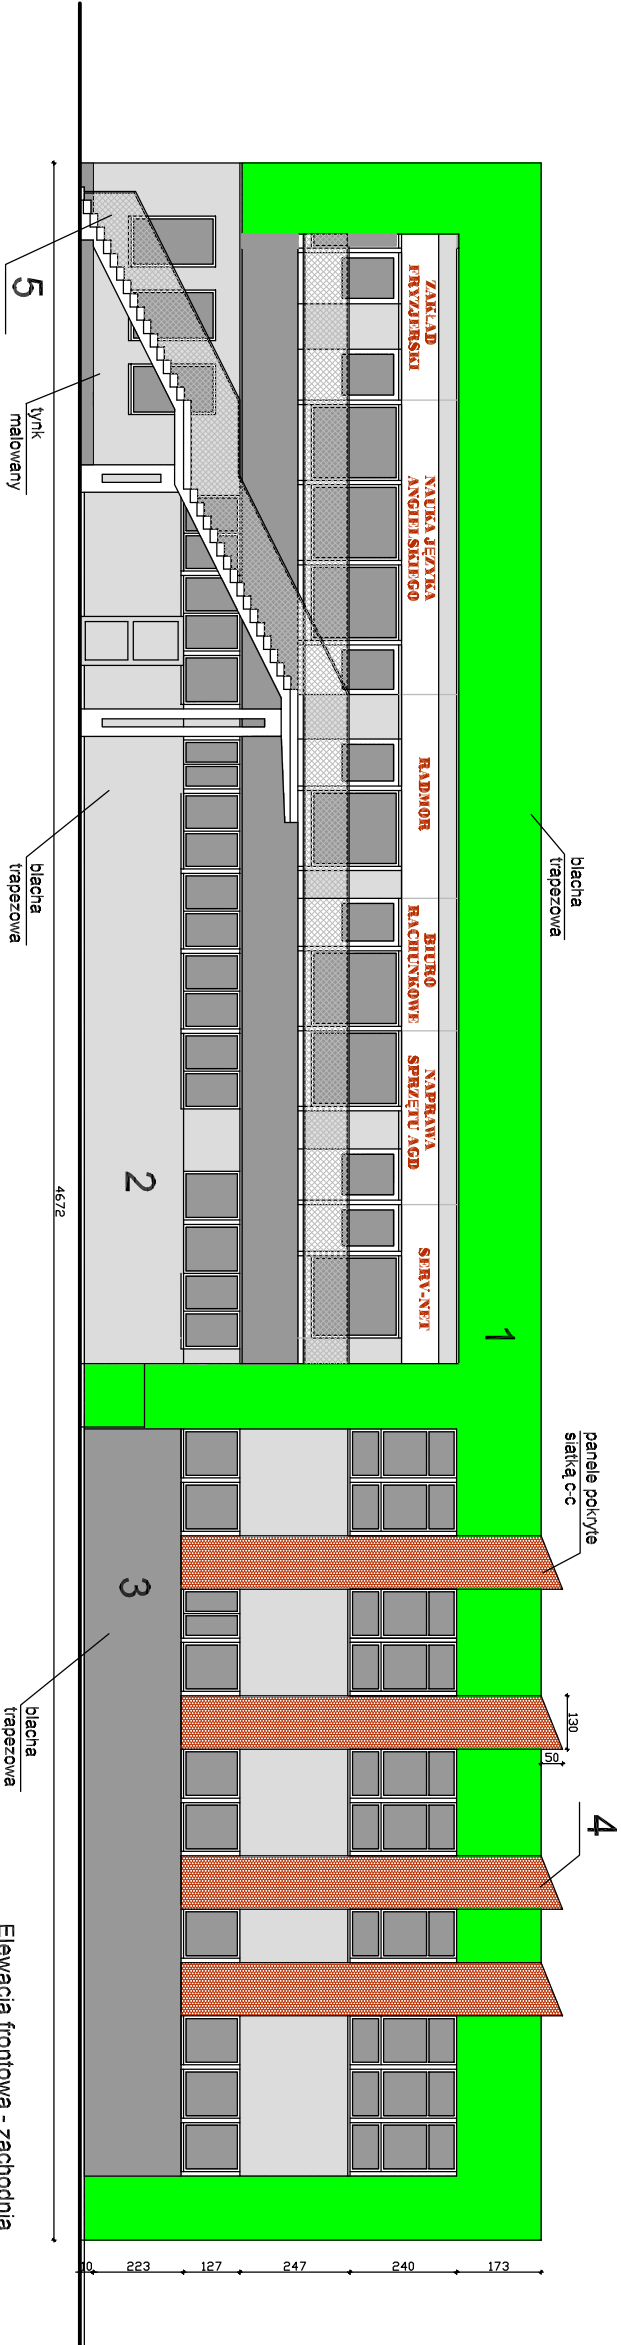 blacha
trapezowa
panele pokryte
siatką c-c
4
130
50
1
ZAKŁAD
FRYZJERSKI
NAUKA JĘZYKA
ANGIELSKIEGO
RADMOR
BIURO
RACHUNKOWE
NAPRAWA
SPRZĘTU AGD
SERV-NET
2
3
173
240
247
127
223
4672
5
tynk
malowany
blacha
trapezowa
blacha
trapezowa
Elewacja frontowa - zachodnia